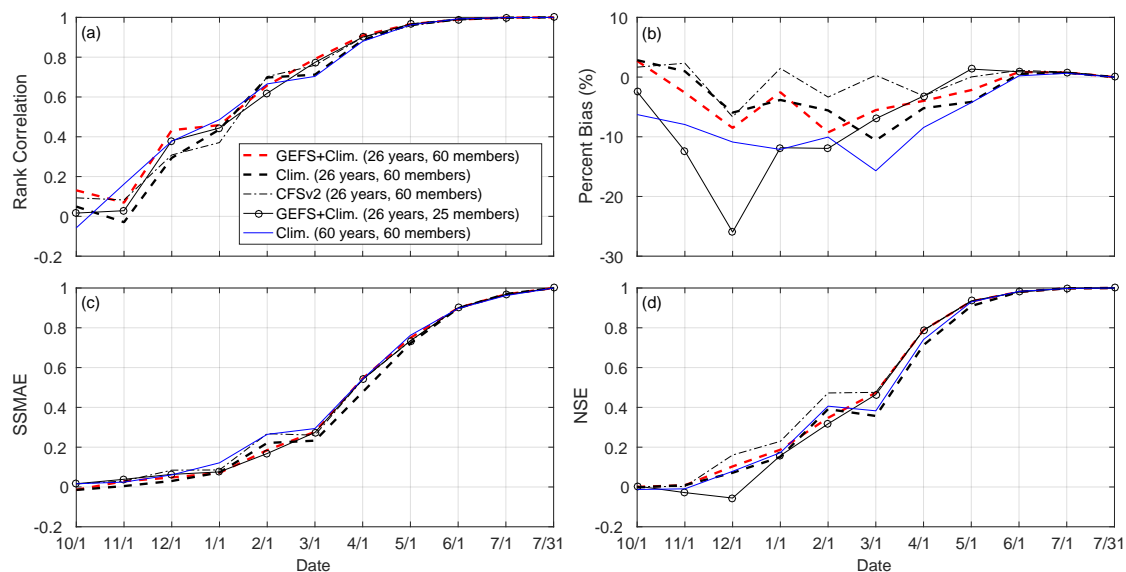 (a)
1
0.8
0.6
0.4
0.2
0
-0.2
Rank Correlation
GEFS+Clim. (26 years, 60 members)
Clim. (26 years, 60 members)
CFSv2 (26 years, 60 members)
GEFS+Clim. (26 years, 25 members)
Clim. (60 years, 60 members)
(b)
10
0
-10
-20
-30
Percent Bias (%)
(c)
1
0.8
0.6
0.4
0.2
0
-0.2
SSMAE
10/1 11/1 12/1 1/1 2/1 3/1 4/1 5/1 6/1 7/1 7/31
Date
(d)
1
0.8
0.6
0.4
0.2
0
-0.2
NSE
10/1 11/1 12/1 1/1 2/1 3/1 4/1 5/1 6/1 7/1 7/31
Date